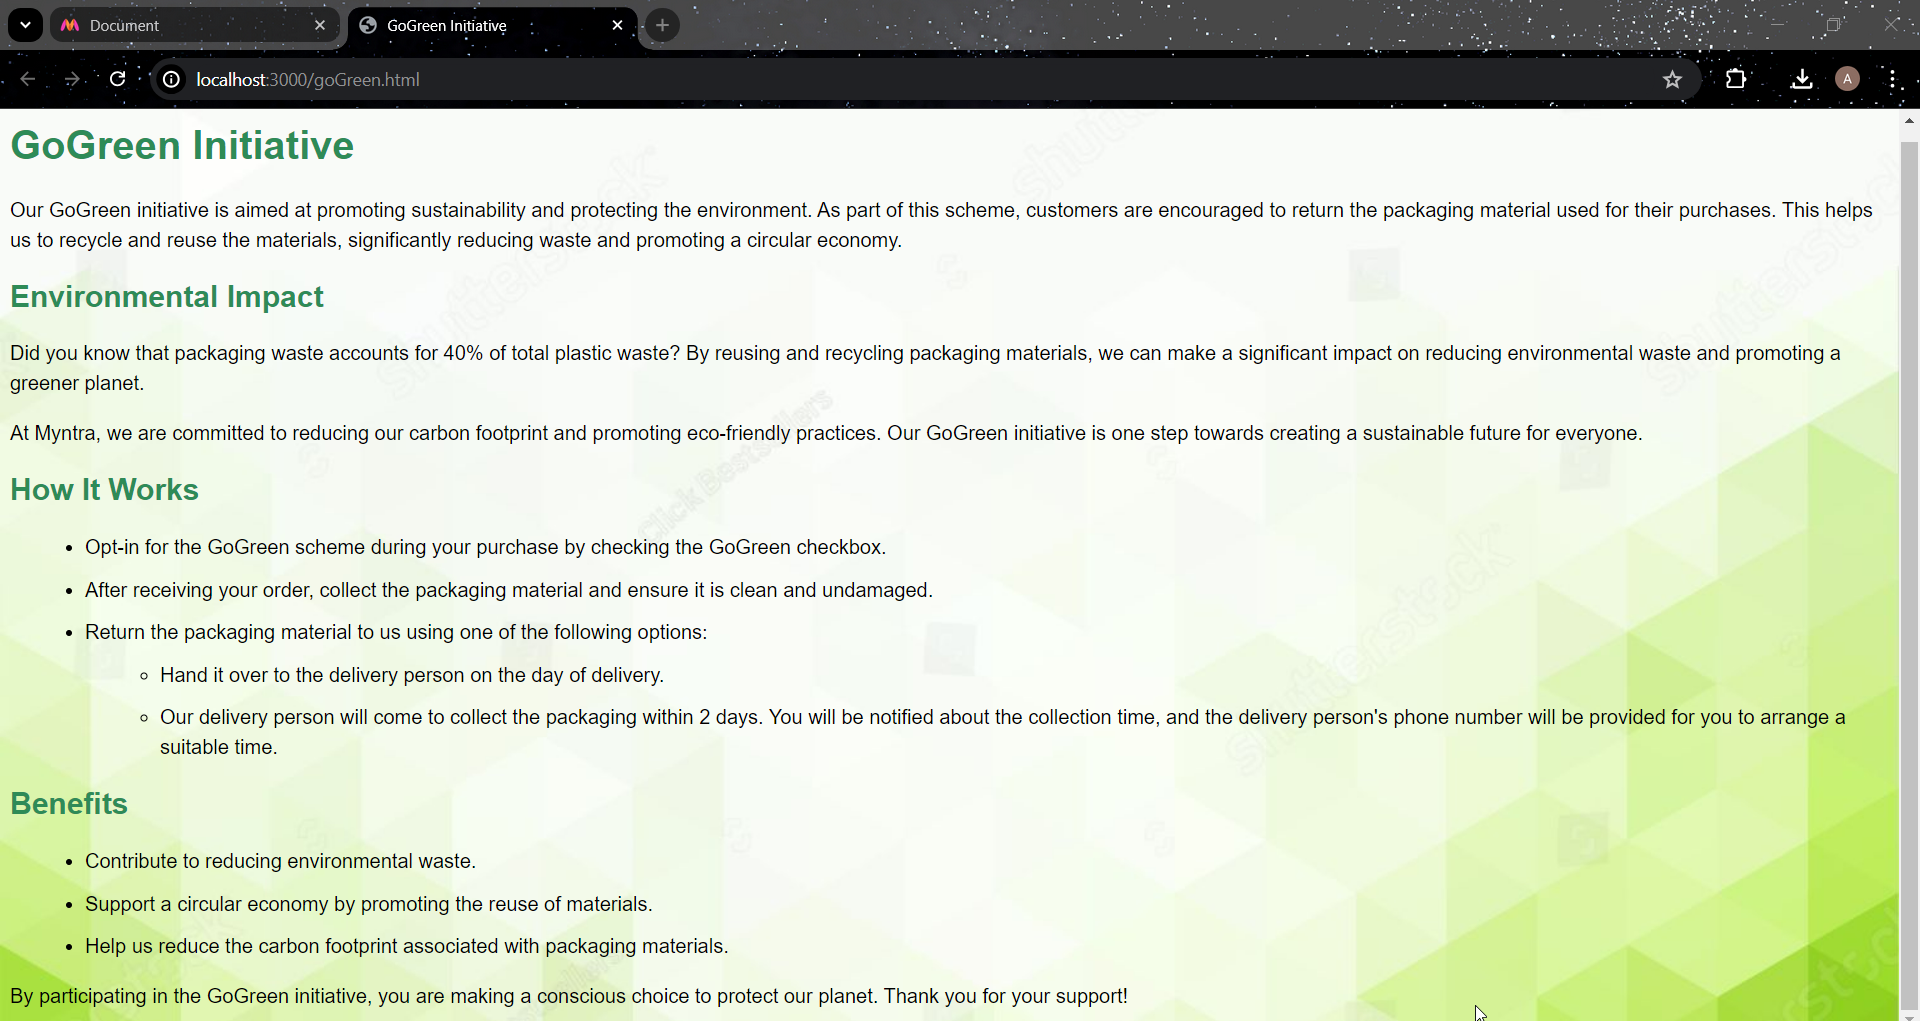 Document
GoGreen Initiative
localhost:3000/goGreen.html
A
GoGreen Initiative
Our GoGreen initiative is aimed at promoting sustainability and protecting the environment. As part of this scheme, customers are encouraged to return the packaging material used for their purchases. This helps
us to recycle and reuse the materials, significantly reducing waste and promoting a circular economy.
Environmental Impact
Did you know that packaging waste accounts for 40% of total plastic waste? By reusing and recycling packaging materials, we can make a significant impact on reducing environmental waste and promoting a
greener planet.
At Myntra, we are committed to reducing our carbon footprint and promoting eco-friendly practices. Our GoGreen initiative is one step towards creating a sustainable future for everyone.
How It Works
• Opt-in for the GoGreen scheme during your purchase by checking the GoGreen checkbox.
• After receiving your order, collect the packaging material and ensure it is clean and undamaged.
• Return the packaging material to us using one of the following options:
◦ Hand it over to the delivery person on the day of delivery.
◦ Our delivery person will come to collect the packaging within 2 days. You will be notified about the collection time, and the delivery person's phone number will be provided for you to arrange a
suitable time.
Benefits
• Contribute to reducing environmental waste.
• Support a circular economy by promoting the reuse of materials.
• Help us reduce the carbon footprint associated with packaging materials.
By participating in the GoGreen initiative, you are making a conscious choice to protect our planet. Thank you for your support!
shutterstock
Click Bestsellers
shutterstock